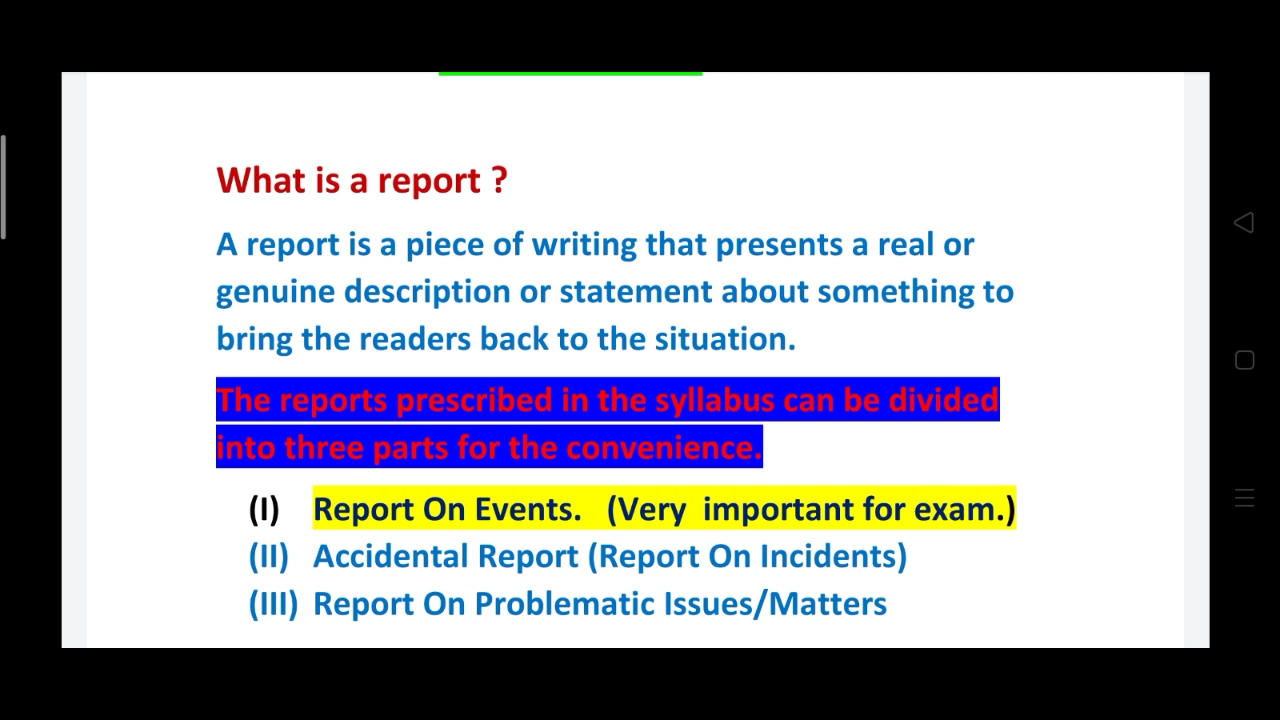 What is a report ?
A report is a piece of writing that presents a real or
genuine description or statement about something to
bring the readers back to the situation.
The reports prescribed in the syllabus can be divided
into three parts for the convenience.
(I) Report On Events. (Very important for exam.)
(II) Accidental Report (Report On Incidents)
(III) Report On Problematic Issues/Matters